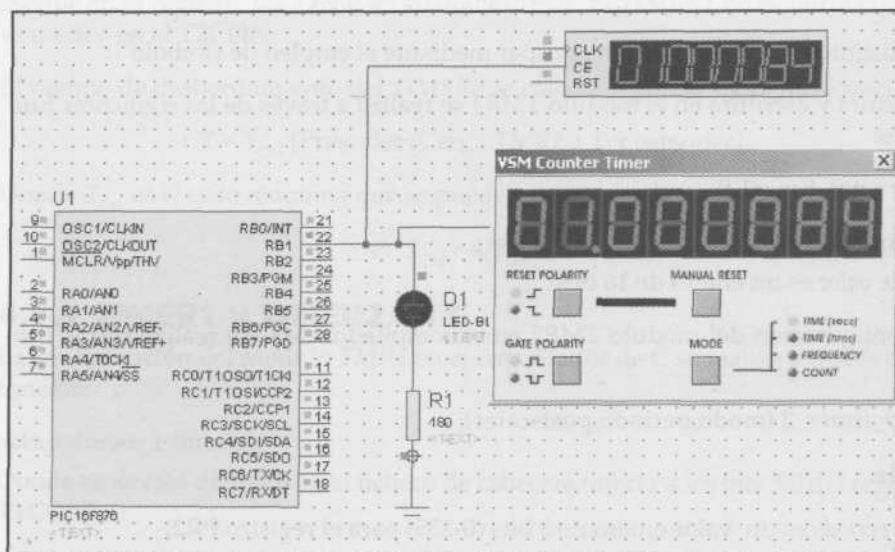 CLK
CE
RST
VSM Counter Timer
RESET POLARITY
MANUAL RESET
GATE POLARITY
MODE
TIME (secs)
TIME (hms)
FREQUENCY
COUNT
U1
9
OSC1/CLKIN
10
OSC2/CLKOUT
1
MCLR/Vpp/THV
2
RA0/AN0
3
RA1/AN1
4
RA2/AN2/VREF-
5
RA3/AN3/VREF+
6
RA4/T0CKI
7
RA5/AN4/SS
RB0/INT
21
RB1
22
RB2
23
RB3/PGM
24
RB4
25
RB5
26
RB6/PGC
27
RB7/PGD
28
RC0/T1OSO/T1CKI
11
RC1/T1OSI/CCP2
12
RC2/CCP1
13
RC3/SCK/SCL
14
RC4/SDI/SDA
15
RC5/SDO
16
RC6/TX/CK
17
RC7/RX/DT
18
PIC16F876
D1
R1
180
<TEXT>